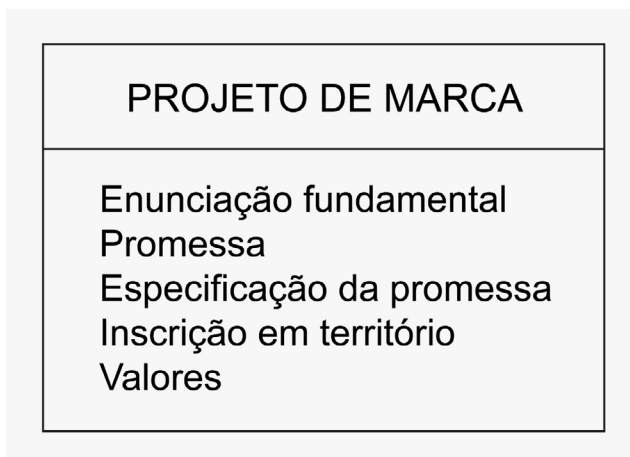 PROJETO DE MARCA
Enunciação fundamental
Promessa
Especificação da promessa
Inscrição em território
Valores